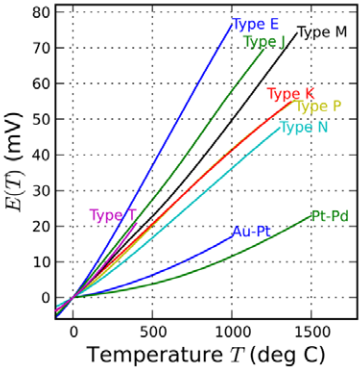 80
70
60
50
40
30
20
10
0
E(T) (mV)
Type E
Type J
Type M
Type K
Type P
Type N
Type T
Au-Pt
Pt-Pd
0 500 1000 1500
Temperature T (deg C)